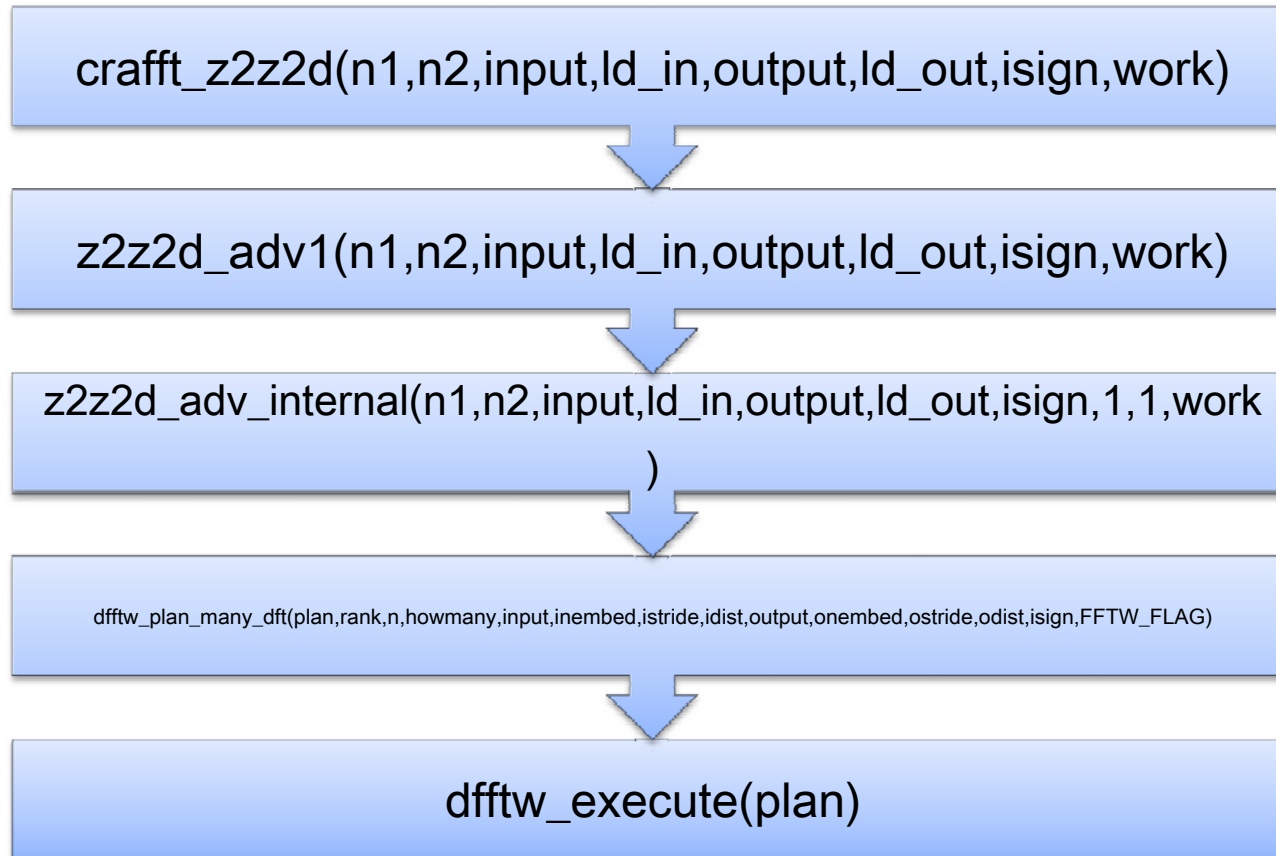 crafft_z2z2d(n1,n2,input,ld_in,output,ld_out,isign,work)
z2z2d_adv1(n1,n2,input,ld_in,output,ld_out,isign,work)
z2z2d_adv_internal(n1,n2,input,ld_in,output,ld_out,isign,1,1,work
)
dfftw_plan_many_dft(plan,rank,n,howmany,input,inembed,istride,idist,output,onembed,ostride,odist,isign,FFTW_FLAG)
dfftw_execute(plan)